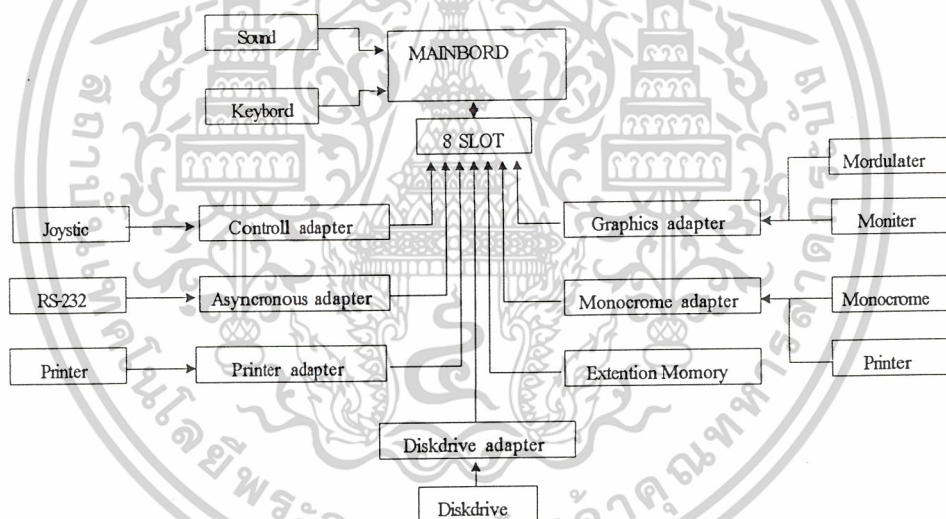 Sound
MAINBORD
Keybord
8 SLOT
Mordulater
Joystic
Controll adapter
Graphics adapter
Moniter
RS-232
Asyncronous adapter
Monocrome adapter
Monocrome
Printer
Printer adapter
Extention Momory
Printer
Diskdrive adapter
Diskdrive